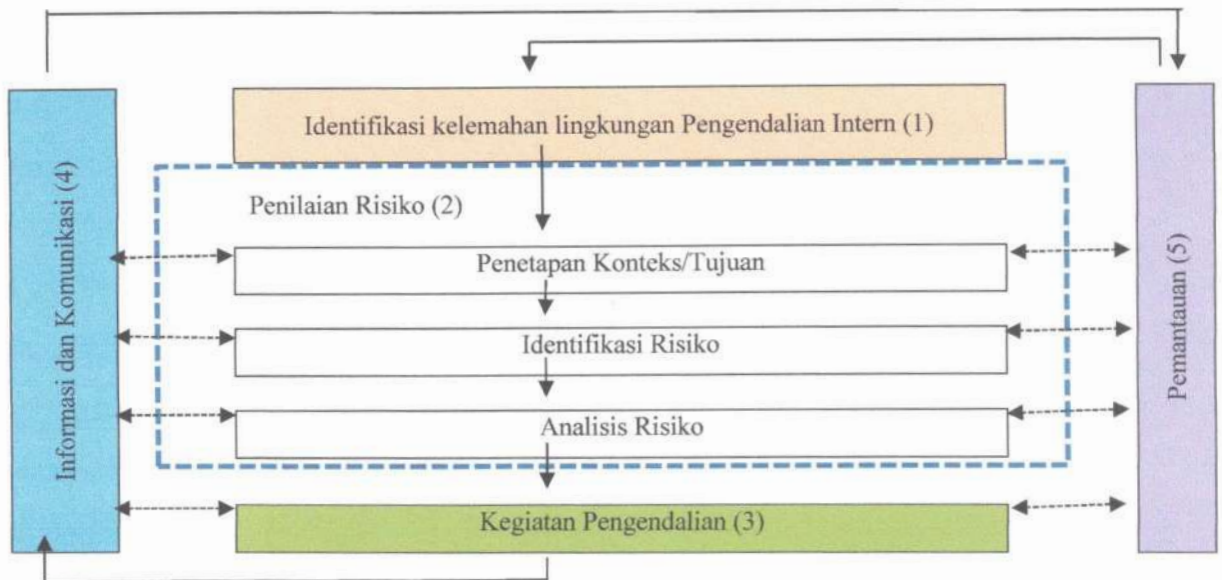 Identifikasi kelemahan lingkungan Pengendalian Intern (1)
Penilaian Risiko (2)
Penetapan Konteks/Tujuan
Identifikasi Risiko
Analisis Risiko
Kegiatan Pengendalian (3)
Informasi dan Komunikasi (4)
Pemantauan (5)